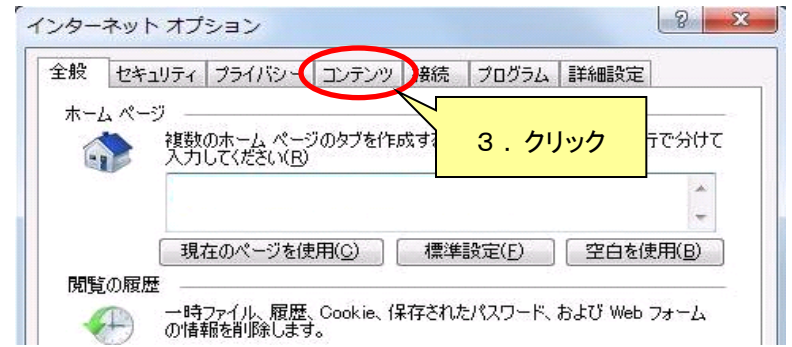 インターネット オプション
全般 セキュリティ プライバシー コンテンツ 接続 プログラム 詳細設定
ホーム ページ
複数のホーム ページのタブを作成す 行で分けて
入力してください(R)
3．クリック
現在のページを使用(C) 標準設定(F) 空白を使用(B)
閲覧の履歴
一時ファイル、履歴、Cookie、保存されたパスワード、および Web フォーム
の情報を削除します。